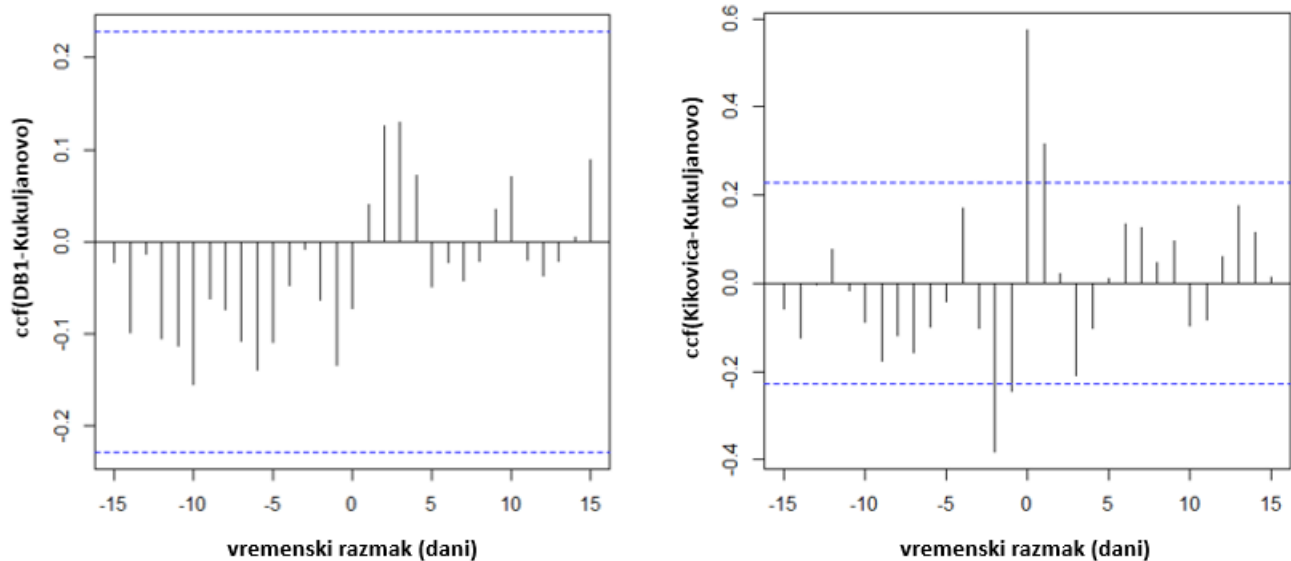 ccf(DB1-Kukuljanovo)
0.2
0.1
0.0
-0.1
-0.2
-15 -10 -5 0 5 10 15
vremenski razmak (dani)
ccf(Kikovica-Kukuljanovo)
0.6
0.4
0.2
0.0
-0.2
-0.4
-15 -10 -5 0 5 10 15
vremenski razmak (dani)